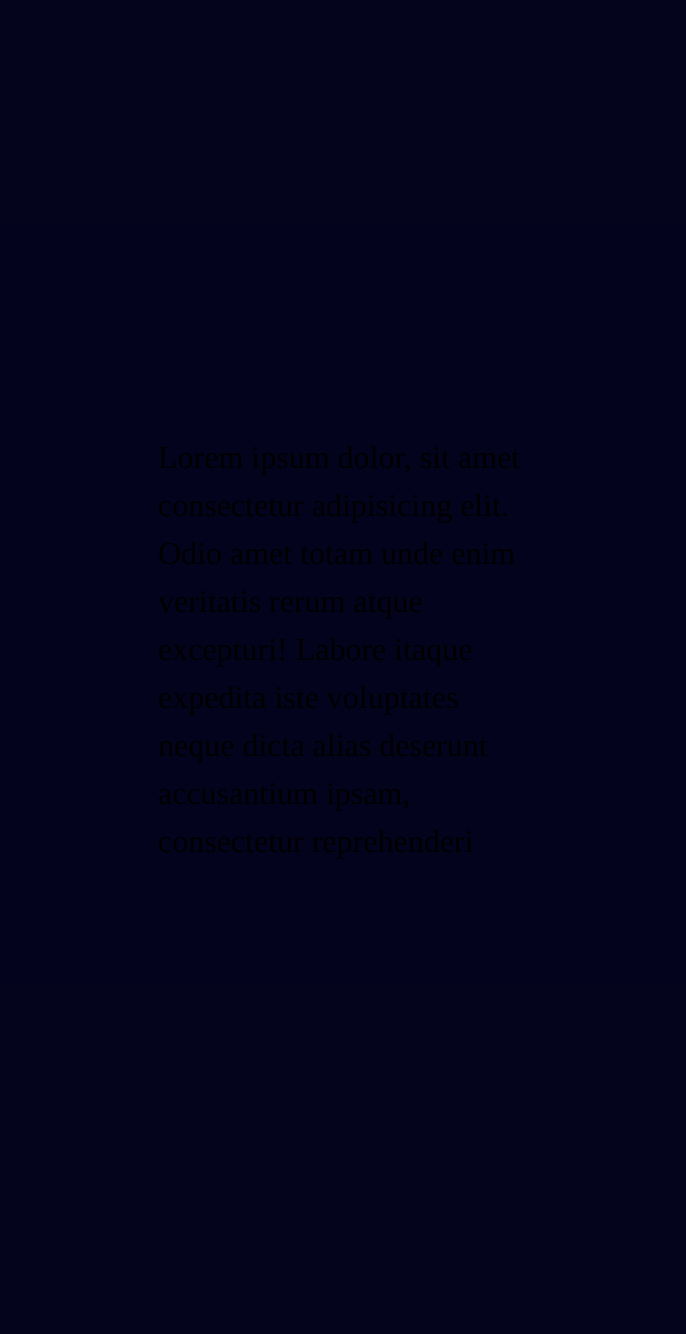 Lorem ipsum dolor, sit amet
consectetur adipisicing elit.
Odio amet totam unde enim
veritatis rerum atque
excepturi! Labore itaque
expedita iste voluptates
neque dicta alias deserunt
accusantium ipsam,
consectetur reprehenderi